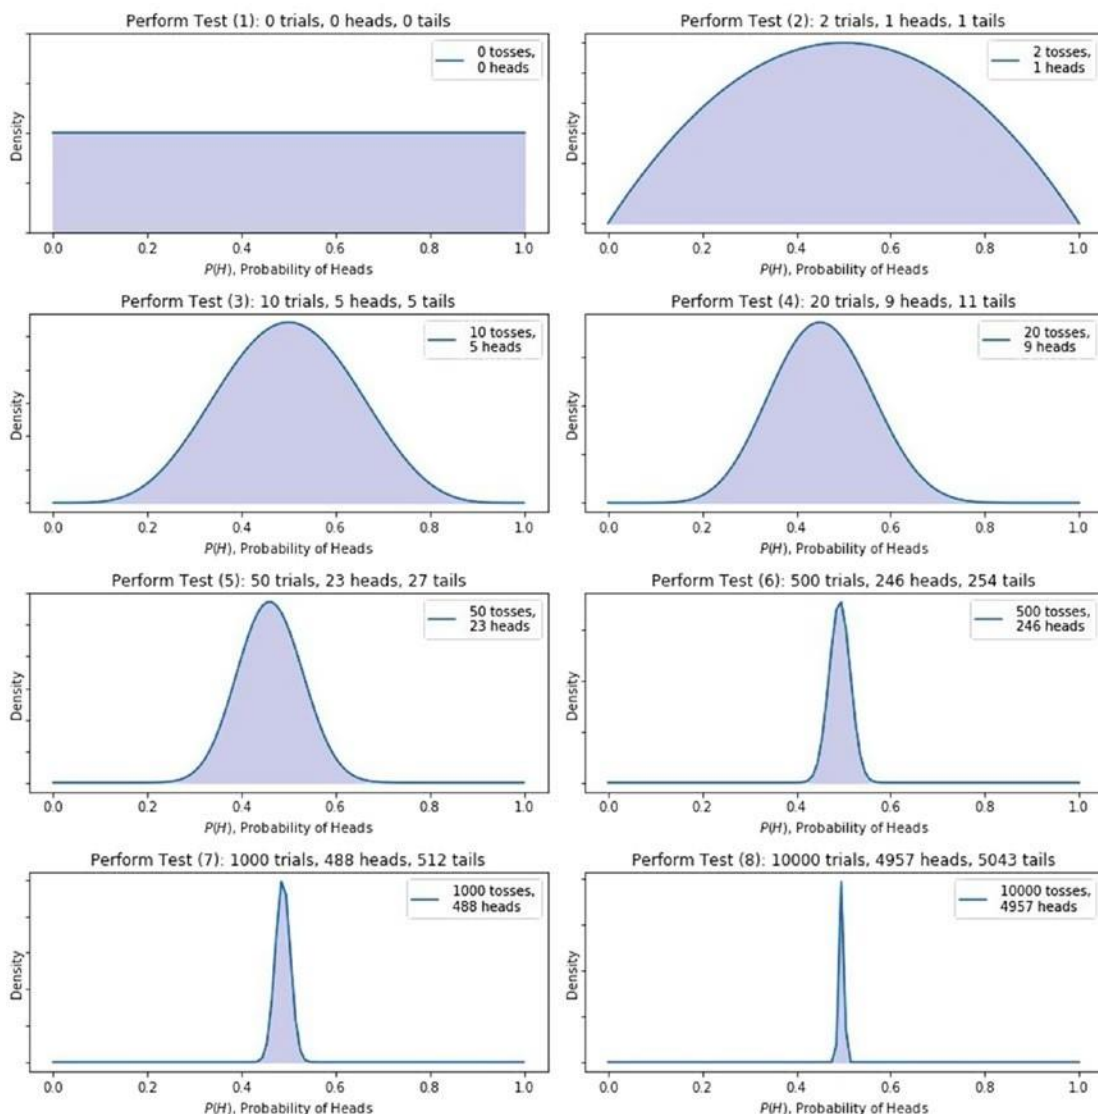 Perform Test (1): 0 trials, 0 heads, 0 tails
0 tosses,
0 heads
Density
0.0 0.2 0.4 0.6 0.8 1.0
P(H), Probability of Heads
Perform Test (2): 2 trials, 1 heads, 1 tails
2 tosses,
1 heads
Density
0.0 0.2 0.4 0.6 0.8 1.0
P(H), Probability of Heads
Perform Test (3): 10 trials, 5 heads, 5 tails
10 tosses,
5 heads
Density
0.0 0.2 0.4 0.6 0.8 1.0
P(H), Probability of Heads
Perform Test (4): 20 trials, 9 heads, 11 tails
20 tosses,
9 heads
Density
0.0 0.2 0.4 0.6 0.8 1.0
P(H), Probability of Heads
Perform Test (5): 50 trials, 23 heads, 27 tails
50 tosses,
23 heads
Density
0.0 0.2 0.4 0.6 0.8 1.0
P(H), Probability of Heads
Perform Test (6): 500 trials, 246 heads, 254 tails
500 tosses,
246 heads
Density
0.0 0.2 0.4 0.6 0.8 1.0
P(H), Probability of Heads
Perform Test (7): 1000 trials, 488 heads, 512 tails
1000 tosses,
488 heads
Density
0.0 0.2 0.4 0.6 0.8 1.0
P(H), Probability of Heads
Perform Test (8): 10000 trials, 4957 heads, 5043 tails
10000 tosses,
4957 heads
Density
0.0 0.2 0.4 0.6 0.8 1.0
P(H), Probability of Heads